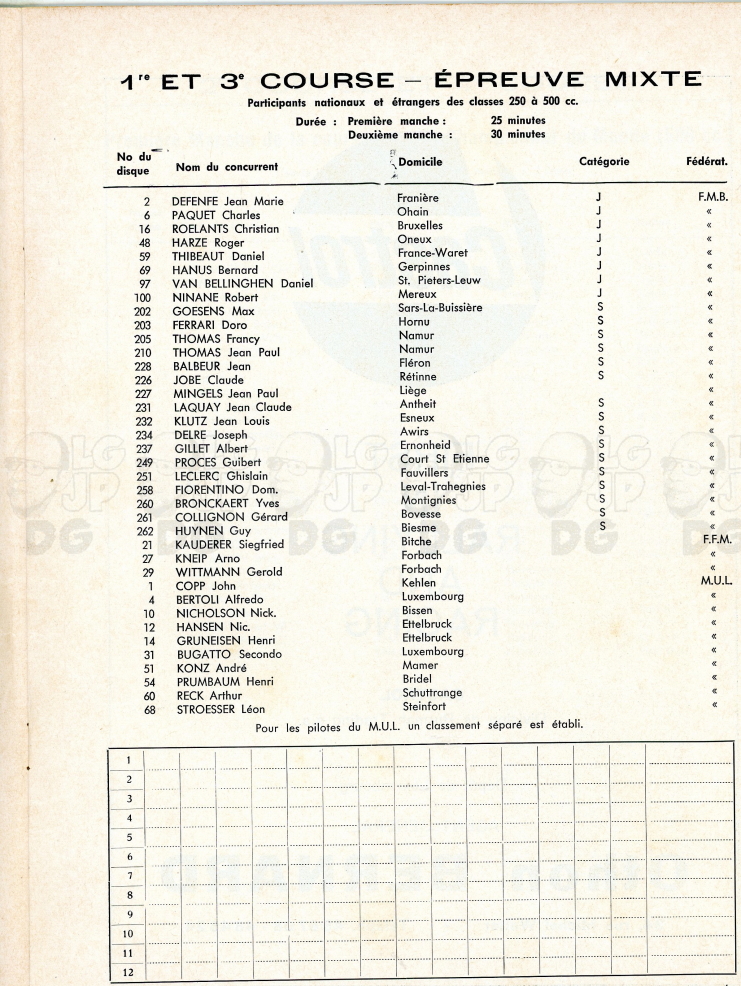 1re ET 3e COURSE – ÉPREUVE MIXTE
Participants nationaux et étrangers des classes 250 à 500 cc.
Durée : Première manche : 25 minutes
Deuxième manche : 30 minutes
No du disque Nom du concurrent Domicile Catégorie Fédérat.
2 DEFENFE Jean Marie Franière J F.M.B.
6 PAQUET Charles Ohain J «
16 ROELANTS Christian Bruxelles J «
48 HARZE Roger Oneux J «
59 THIBEAUT Daniel France-Waret J «
69 HANUS Bernard Gerpinnes J «
97 VAN BELLINGHEN Daniel St. Pieters-Leuw J «
100 NINANE Robert Mereux J «
202 GOESENS Max Sars-La-Buissière S «
203 FERRARI Doro Hornu S «
205 THOMAS Francy Namur S «
210 THOMAS Jean Paul Namur S «
228 BALBEUR Jean Fléron S «
226 JOBE Claude Rétinne S «
227 MINGELS Jean Paul Liège «
231 LAQUAY Jean Claude Antheit S «
232 KLUTZ Jean Louis Esneux S «
234 DELRE Joseph Awirs S «
237 GILLET Albert Ernonheid S «
249 PROCES Guibert Court St Etienne S «
251 LECLERC Ghislain Fauvillers S «
258 FIORENTINO Dom. Leval-Trahegnies S «
260 BRONCKAERT Yves Montignies S «
261 COLLIGNON Gérard Bovesse S «
262 HUYNEN Guy Biesme S «
21 KAUDERER Siegfried Bitche F.F.M.
27 KNEIP Arno Forbach «
29 WITTMANN Gerold Forbach «
1 COPP John Kehlen M.U.L.
4 BERTOLI Alfredo Luxembourg «
10 NICHOLSON Nick. Bissen «
12 HANSEN Nic. Ettelbruck «
14 GRUNEISEN Henri Ettelbruck «
31 BUGATTO Secondo Luxembourg «
51 KONZ André Mamer «
54 PRUMBAUM Henri Bridel «
60 RECK Arthur Schuttrange «
68 STROESSER Léon Steinfort «
Pour les pilotes du M.U.L. un classement séparé est établi.
1
2
3
4
5
6
7
8
9
10
11
12
LG JP DG